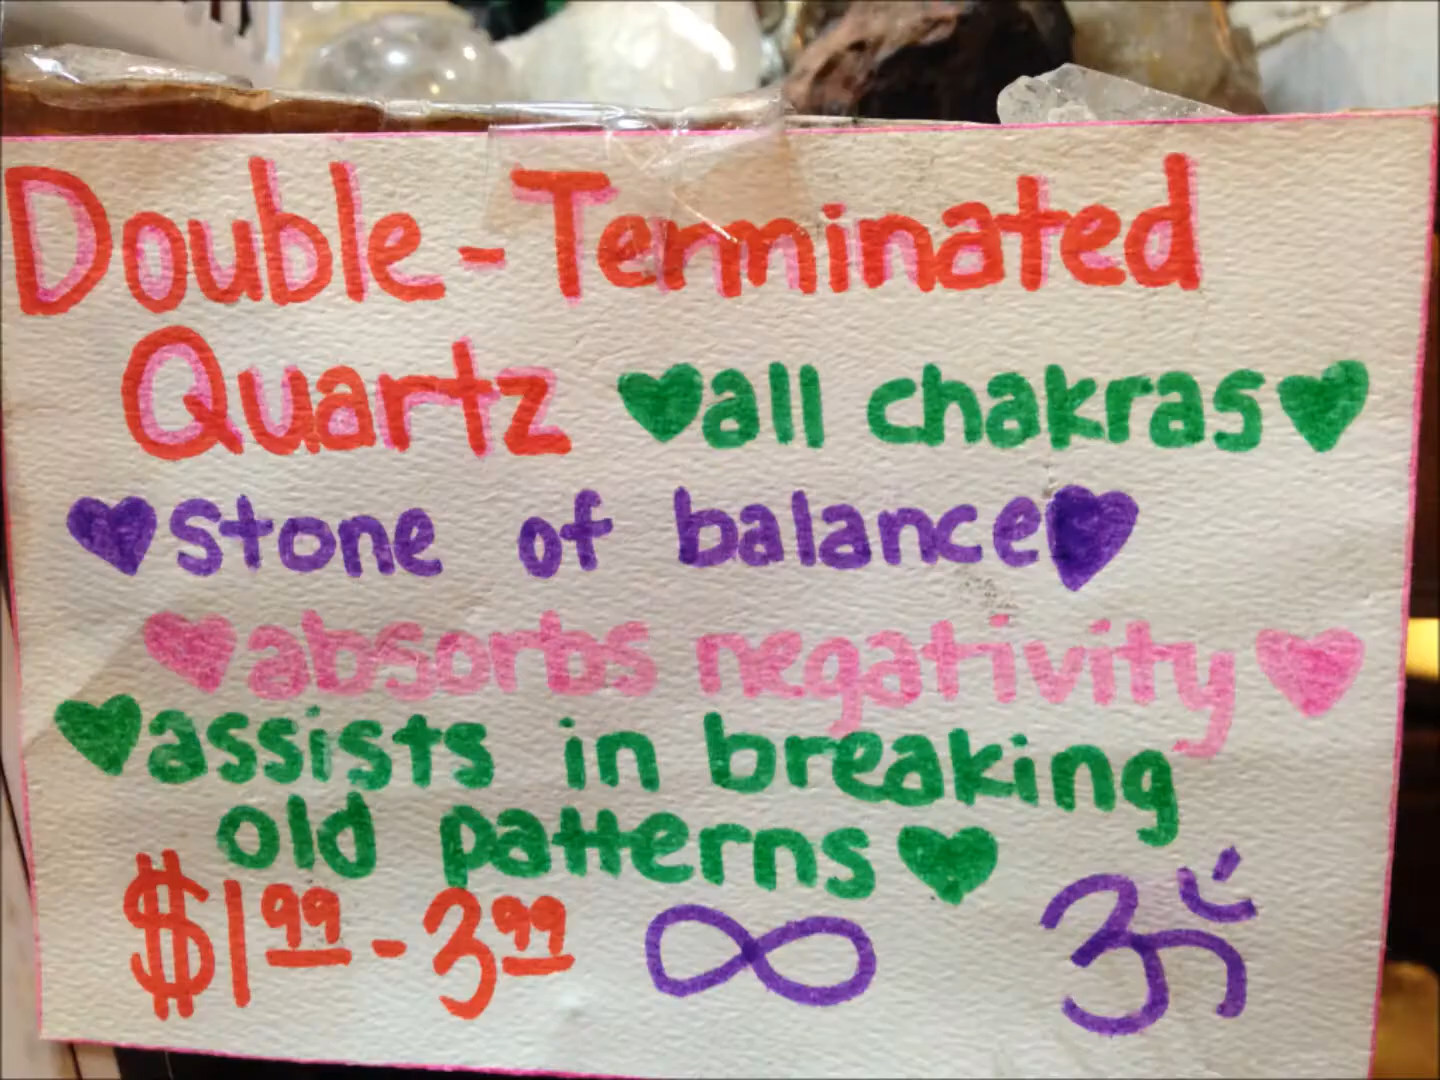 Double-Terminated
Quartz ♥all chakras♥
♥stone of balance♥
♥absorbs negativity♥
♥assists in breaking
old patterns♥
$1.99 - 3.99 ∞ ॐ